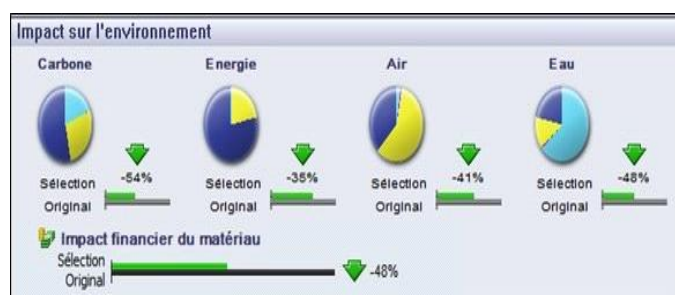 Impact sur l'environnement
Carbone Energie Air Eau
-54% -35% -41% -48%
Sélection Sélection Sélection Sélection
Original Original Original Original
Impact financier du matériau
Sélection
-48%
Original